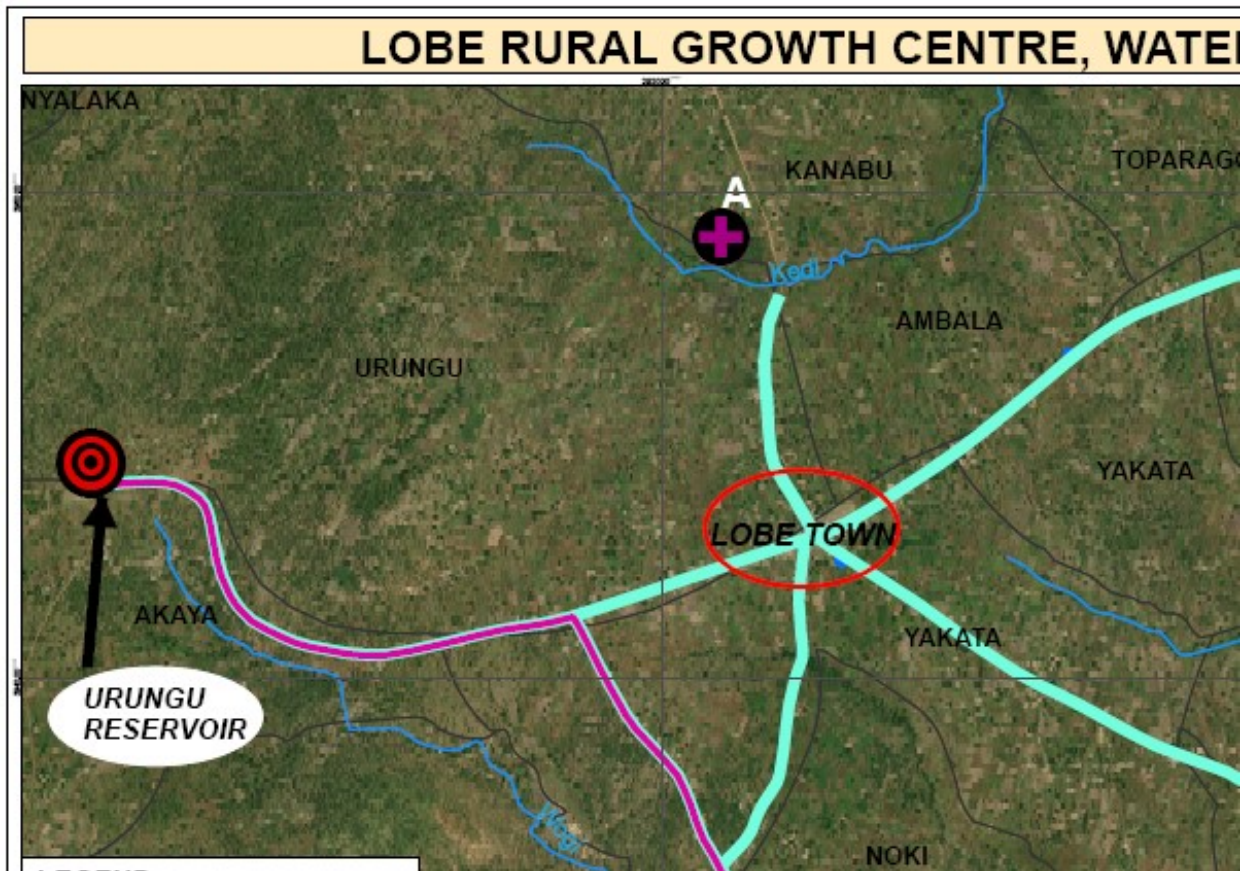 LOBE RURAL GROWTH CENTRE, WATE
NYALAKA
KANABU
TOPARAGO
A
Kedi
AMBALA
URUNGU
YAKATA
LOBE TOWN
AKAYA
YAKATA
URUNGU
RESERVOIR
NOKI